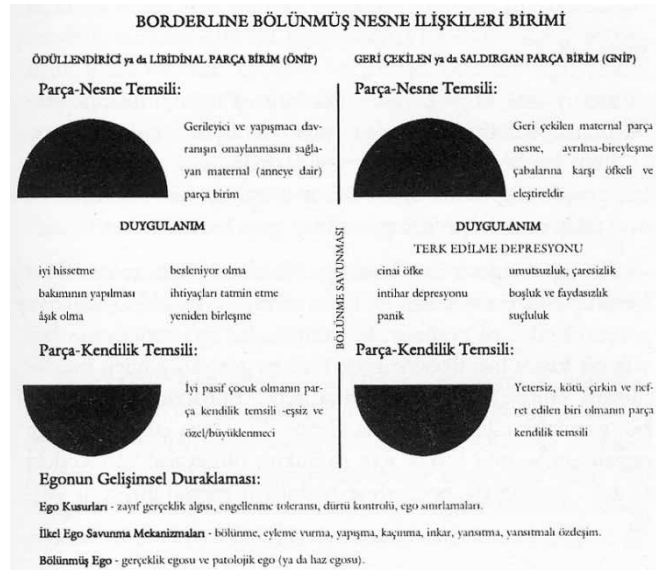 BORDERLINE BÖLÜNMÜŞ NESNE İLİŞKİLERİ BİRİMİ
ÖDÜLLENDİRİCİ ya da LİBİDİNAL PARÇA BİRİM (ÖNİP)
Parça-Nesne Temsili:
Gerileyici ve yapışmacı dav-
ranışın onaylanmasını sağla-
yan maternal (anneye dair)
parça birim
DUYGULANIM
iyi hissetme besleniyor olma
bakımının yapılması ihtiyaçları tatmin etme
âşık olma yeniden birleşme
Parça-Kendilik Temsili:
İyi pasif çocuk olmanın par-
ça kendilik temsili -eşsiz ve
özel/büyüklenmeci
BÖLÜNME SAVUNMASI
GERİ ÇEKİLEN ya da SALDIRGAN PARÇA BİRİM (GNİP)
Parça-Nesne Temsili:
Geri çekilen maternal parça
nesne, ayrılma-bireyleşme
çabalarına karşı öfkeli ve
eleştireldir
DUYGULANIM
TERK EDİLME DEPRESYONU
cinai öfke umutsuzluk, çaresizlik
intihar depresyonu boşluk ve faydasızlık
panik suçluluk
Parça-Kendilik Temsili:
Yetersiz, kötü, çirkin ve nef-
ret edilen biri olmanın parça
kendilik temsili
Egonun Gelişimsel Duraklaması:
Ego Kusurları - zayıf gerçeklik algısı, engellenme toleransı, dürtü kontrolü, ego sınırlamaları.
İlkel Ego Savunma Mekanizmaları - bölünme, eyleme vurma, yapışma, kaçınma, inkar, yansıtma, yansıtmalı özdeşim.
Bölünmüş Ego - gerçeklik egosu ve patolojik ego (ya da haz egosu).